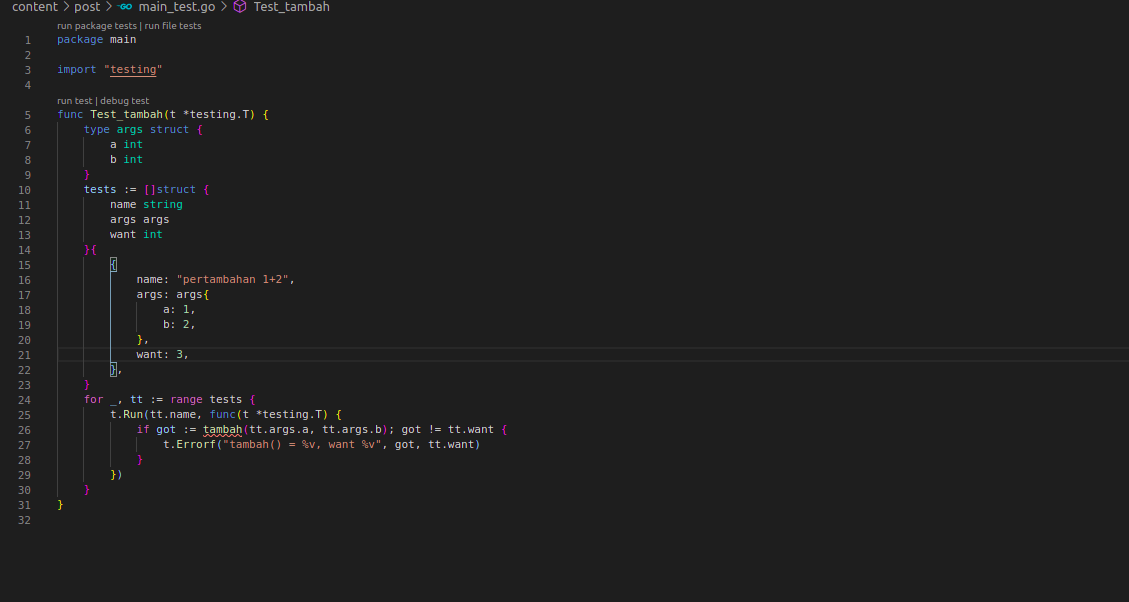 content > post > GO main_test.go > Test_tambah
run package tests | run file tests
1 package main
2
3 import "testing"
4
run test | debug test
5 func Test_tambah(t *testing.T) {
6 type args struct {
7 a int
8 b int
9 }
10 tests := []struct {
11 name string
12 args args
13 want int
14 }{
15 {
16 name: "pertambahan 1+2",
17 args: args{
18 a: 1,
19 b: 2,
20 },
21 want: 3,
22 },
23 }
24 for _, tt := range tests {
25 t.Run(tt.name, func(t *testing.T) {
26 if got := tambah(tt.args.a, tt.args.b); got != tt.want {
27 t.Errorf("tambah() = %v, want %v", got, tt.want)
28 }
29 })
30 }
31 }
32